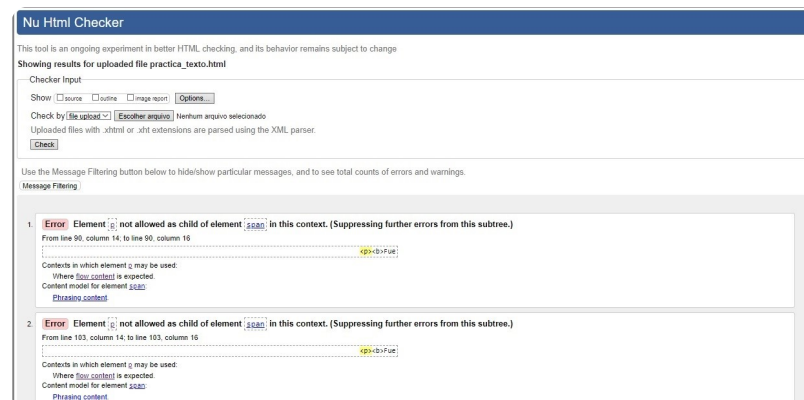 Nu Html Checker
This tool is an ongoing experiment in better HTML checking, and its behavior remains subject to change
Showing results for uploaded file practica_texto.html
Checker Input
Show source outline image report Options...
Check by file upload Escolher arquivo Nenhum arquivo selecionado
Uploaded files with .xhtml or .xht extensions are parsed using the XML parser.
Check
Use the Message Filtering button below to hide/show particular messages, and to see total counts of errors and warnings.
Message Filtering
1. Error Element p not allowed as child of element span in this context. (Suppressing further errors from this subtree.)
From line 90, column 14; to line 90, column 16
<p><b>Fue
Contexts in which element p may be used:
Where flow content is expected.
Content model for element span:
Phrasing content.
2. Error Element p not allowed as child of element span in this context. (Suppressing further errors from this subtree.)
From line 103, column 14; to line 103, column 16
<p><b>Fue
Contexts in which element p may be used:
Where flow content is expected.
Content model for element span:
Phrasing content.